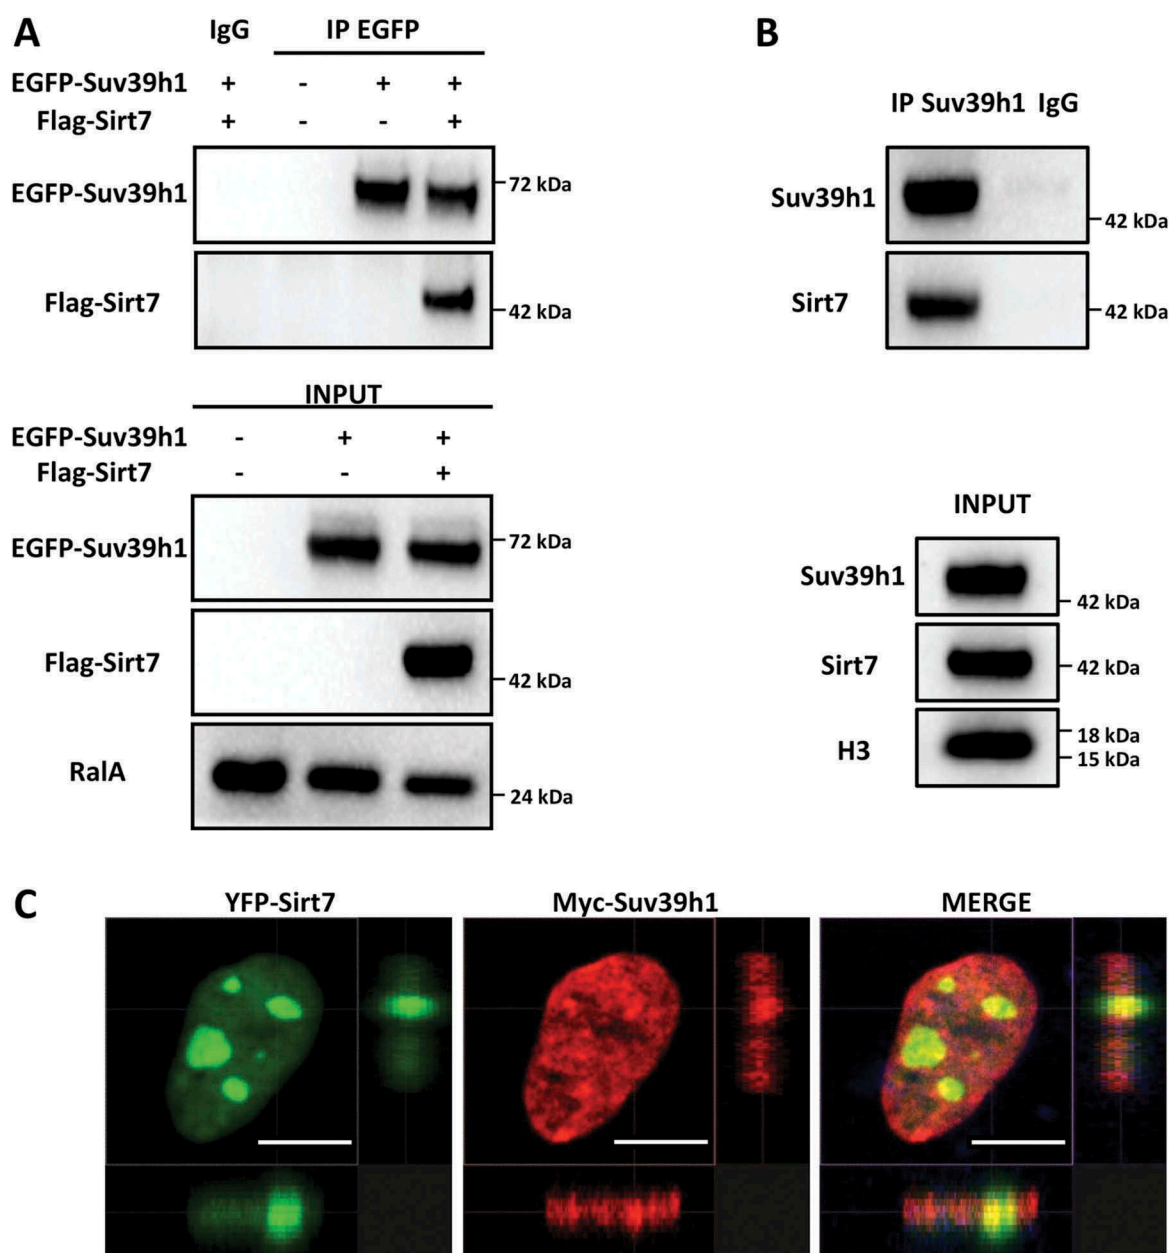 A
IgG IP EGFP
EGFP-Suv39h1 + - + +
Flag-Sirt7 + - - +
EGFP-Suv39h1 72 kDa
Flag-Sirt7 42 kDa
INPUT
EGFP-Suv39h1 - + +
Flag-Sirt7 - - +
EGFP-Suv39h1 72 kDa
Flag-Sirt7 42 kDa
RalA 24 kDa
B
IP Suv39h1 IgG
Suv39h1 42 kDa
Sirt7 42 kDa
INPUT
Suv39h1 42 kDa
Sirt7 42 kDa
H3 18 kDa
15 kDa
C
YFP-Sirt7 Myc-Suv39h1 MERGE